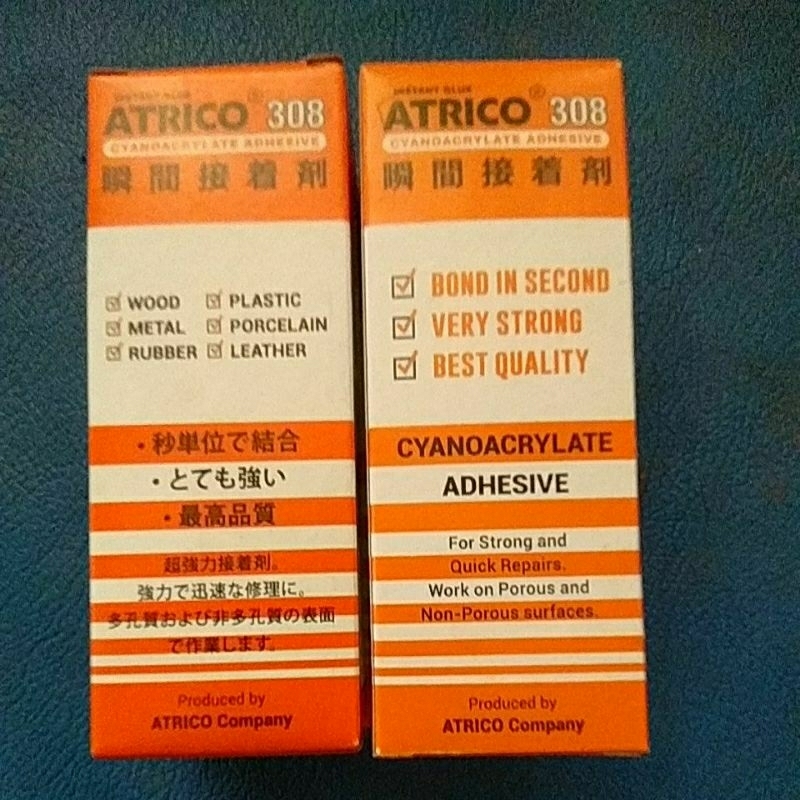 INSTANT GLUE
ATRICO® 308
CYANOACRYLATE ADHESIVE
瞬間接着剤
WOOD
PLASTIC
METAL
PORCELAIN
RUBBER
LEATHER
・秒単位で結合
・とても強い
・最高品質
超強力接着剤。
強力で迅速な修理に。
多孔質および非多孔質の表面
で作業します。
Produced by
ATRICO Company
INSTANT GLUE
ATRICO® 308
CYANOACRYLATE ADHESIVE
瞬間接着剤
BOND IN SECOND
VERY STRONG
BEST QUALITY
CYANOACRYLATE
ADHESIVE
For Strong and
Quick Repairs.
Work on Porous and
Non-Porous surfaces.
Produced by
ATRICO Company